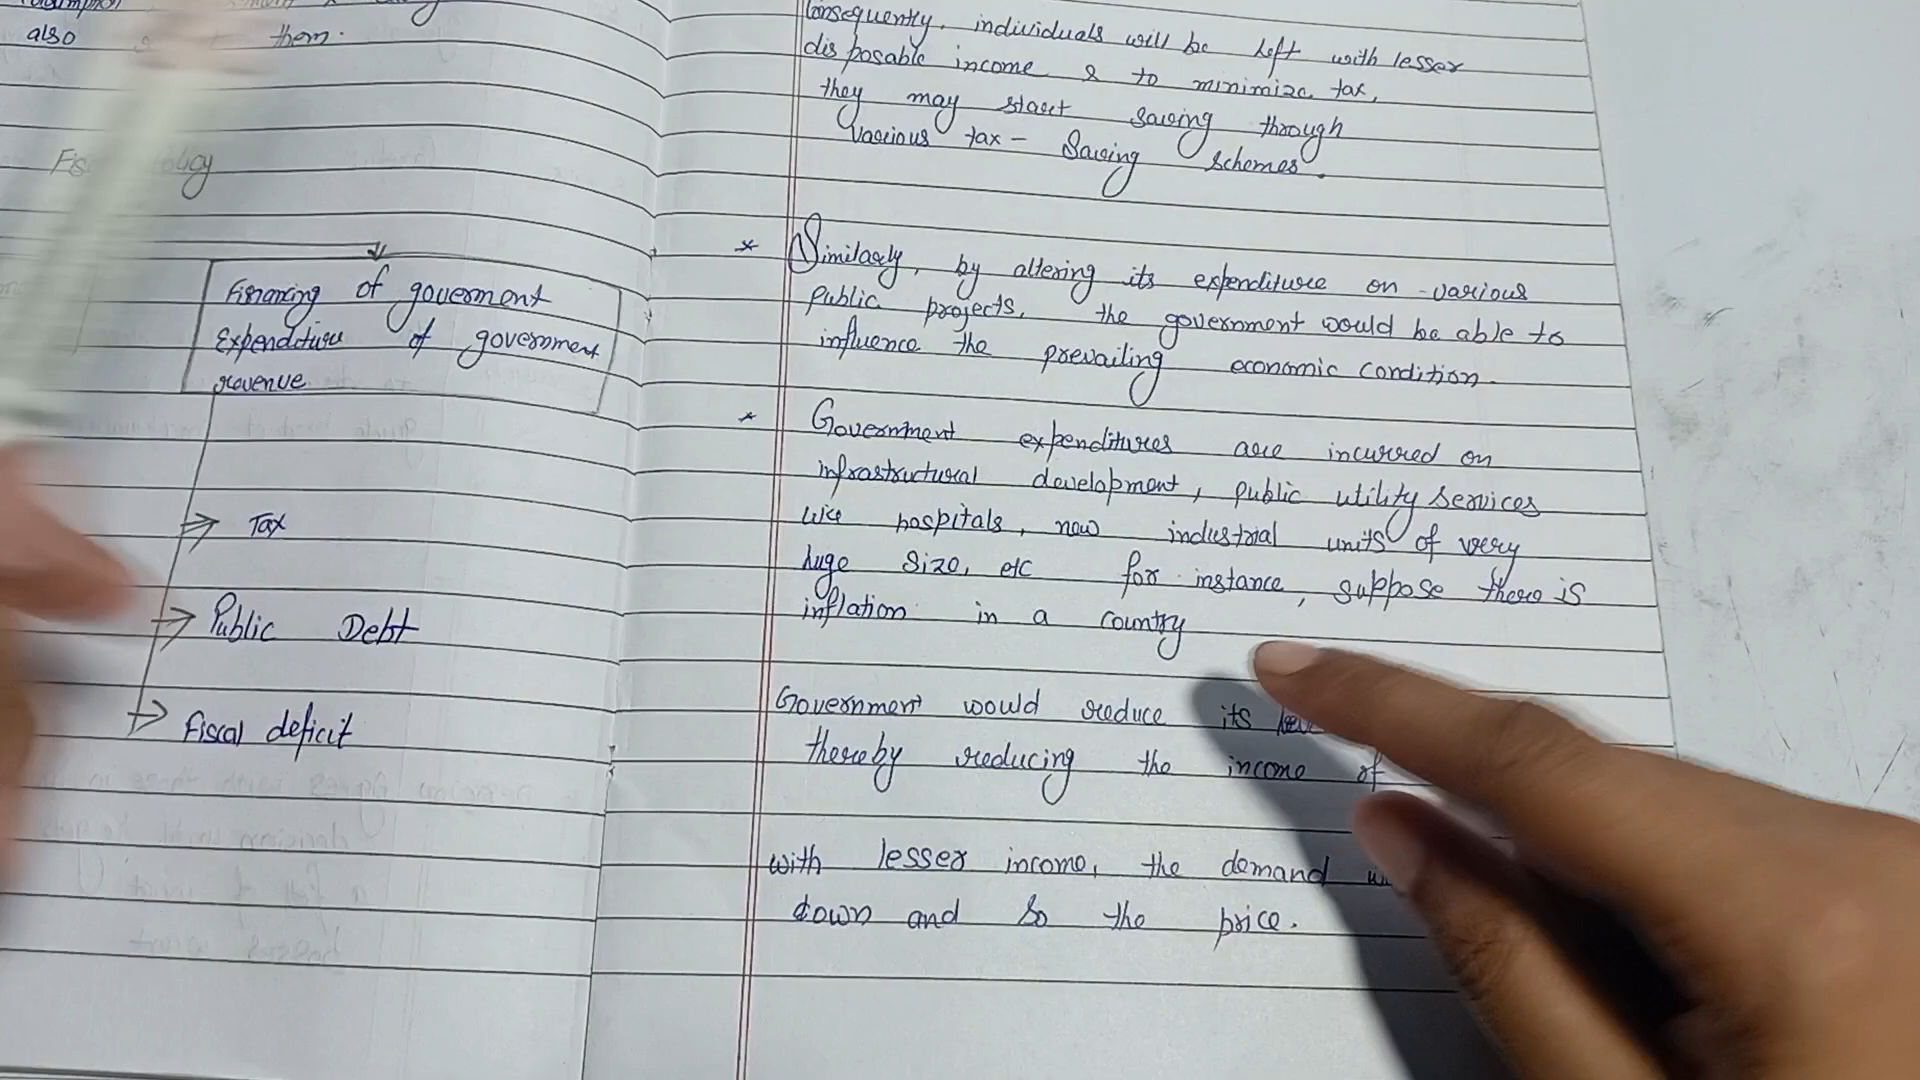 also them.
policy
Financing of goverment
Expenditure of government
revenue
Tax
Public Debt
Fiscal deficit
Consequently, individuals will be left with lesser
disposable income & to minimize tax,
they may start saving through
Various tax - Saving schemes.
* Similarly, by altering its expenditure on various
Public projects, the government would be able to
influence the prevailing economic condition.
* Government expenditures are incurred on
infrastructural development, public utility services
like hospitals, new industrial units of very
huge size, etc for instance, suppose there is
inflation in a country
Government would reduce its
thereby reducing the income of
with lesser income, the demand
down and so the price.